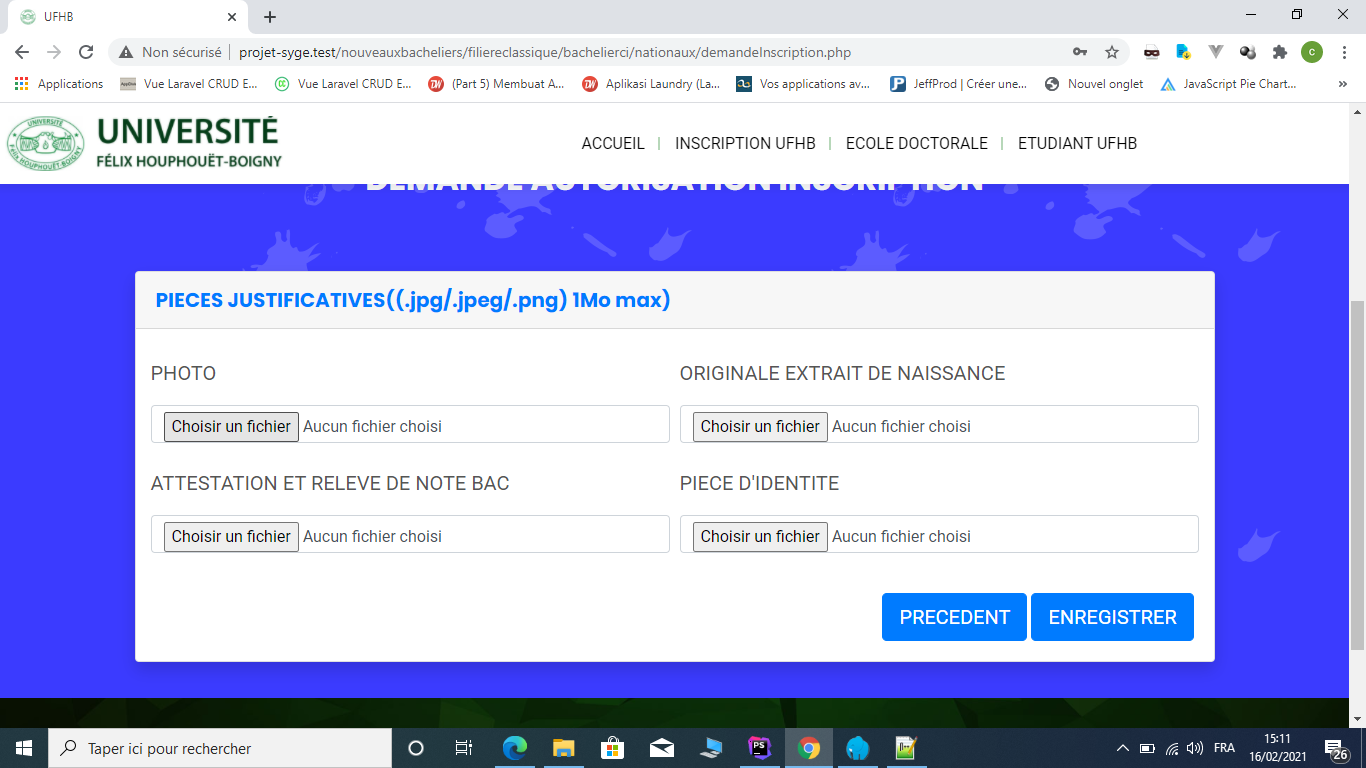 UFHB
Non sécurisé | projet-syge.test/nouveauxbacheliers/filiereclassique/bachelierci/nationaux/demandeInscription.php
c
Applications Vue Laravel CRUD E... Vue Laravel CRUD E... (Part 5) Membuat A... Aplikasi Laundry (La... Vos applications av... JeffProd | Créer une... Nouvel onglet JavaScript Pie Chart... »
UNIVERSITÉ
FÉLIX HOUPHOUËT-BOIGNY
ACCUEIL | INSCRIPTION UFHB | ECOLE DOCTORALE | ETUDIANT UFHB
DEMANDE AUTORISATION INSCRIPTION
PIECES JUSTIFICATIVES((.jpg/.jpeg/.png) 1Mo max)
PHOTO ORIGINALE EXTRAIT DE NAISSANCE
Choisir un fichier Aucun fichier choisi Choisir un fichier Aucun fichier choisi
ATTESTATION ET RELEVE DE NOTE BAC PIECE D'IDENTITE
Choisir un fichier Aucun fichier choisi Choisir un fichier Aucun fichier choisi
PRECEDENT ENREGISTRER
Taper ici pour rechercher
FRA
15:11
16/02/2021
26